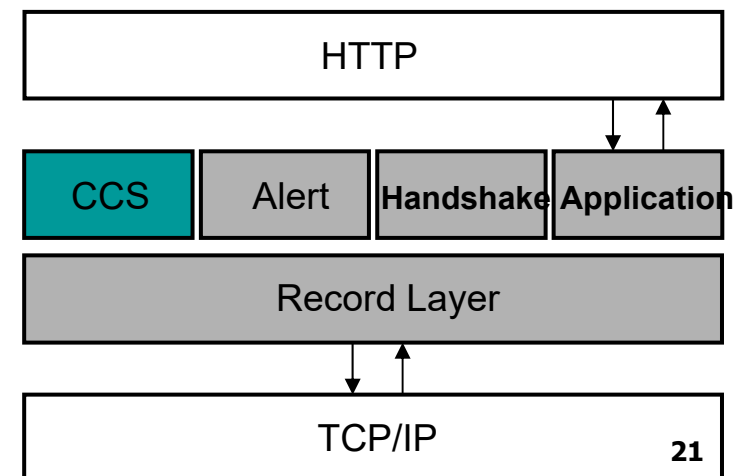 HTTP
CCS Alert Handshake Application
Record Layer
TCP/IP
21